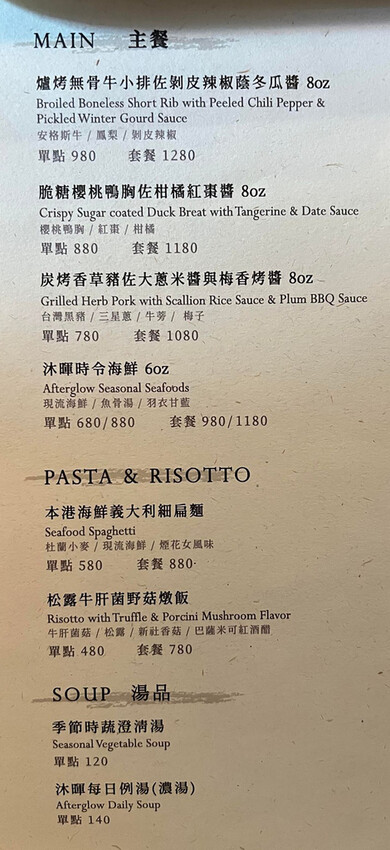 MAIN 主餐
爐烤無骨牛小排佐剝皮辣椒蔭冬瓜醬 8oz
Broiled Boneless Short Rib with Peeled Chili Pepper &
Pickled Winter Gourd Sauce
安格斯牛 / 鳳梨 / 剝皮辣椒
單點 980 套餐 1280
脆糖櫻桃鴨胸佐柑橘紅棗醬 8oz
Crispy Sugar coated Duck Breat with Tangerine & Date Sauce
櫻桃鴨胸 / 紅棗 / 柑橘
單點 880 套餐 1180
炭烤香草豬佐大蔥米醬與梅香烤醬 8oz
Grilled Herb Pork with Scallion Rice Sauce & Plum BBQ Sauce
台灣黑豬 / 三星蔥 / 牛蒡 / 梅子
單點 780 套餐 1080
沐暉時令海鮮 6oz
Afterglow Seasonal Seafoods
現流海鮮 / 魚骨湯 / 羽衣甘藍
單點 680/880 套餐 980/1180
PASTA & RISOTTO
本港海鮮義大利細扁麵
Seafood Spaghetti
杜蘭小麥 / 現流海鮮 / 煙花女風味
單點 580 套餐 880
松露牛肝菌野菇燉飯
Risotto with Truffle & Porcini Mushroom Flavor
牛肝菌菇 / 松露 / 新社香菇 / 巴薩米可紅酒醋
單點 480 套餐 780
SOUP 湯品
季節時蔬澄清湯
Seasonal Vegetable Soup
單點 120
沐暉每日例湯(濃湯)
Afterglow Daily Soup
單點 140